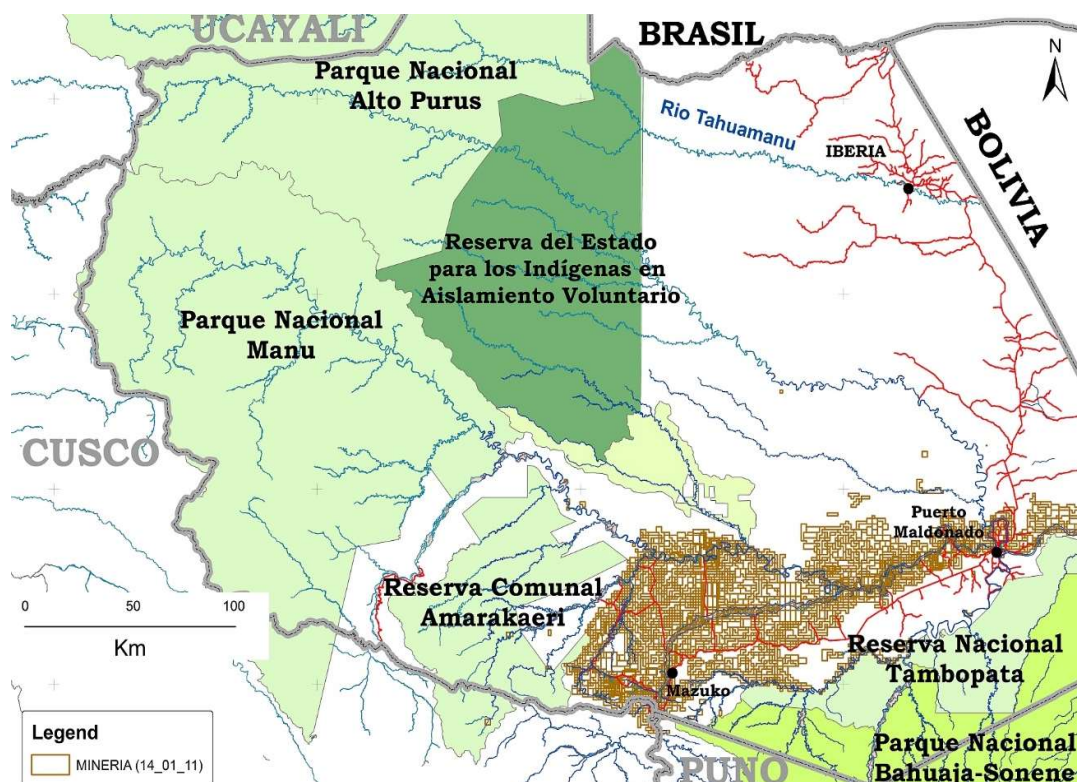 UCAYALI
BRASIL
N
Parque Nacional
Alto Purus
Rio Tahuamanu
IBERIA
BOLIVIA
Reserva del Estado
para los Indígenas en
Aislamiento Voluntario
Parque Nacional
Manu
CUSCO
Puerto
Maldonado
Reserva Comunal
Amarakaeri
0 50 100
Km
Reserva Nacional
Tambopata
Mazuko
Legend
MINERIA (14_01_11)
Parque Nacional
Bahuaja-Sonene
PUNO